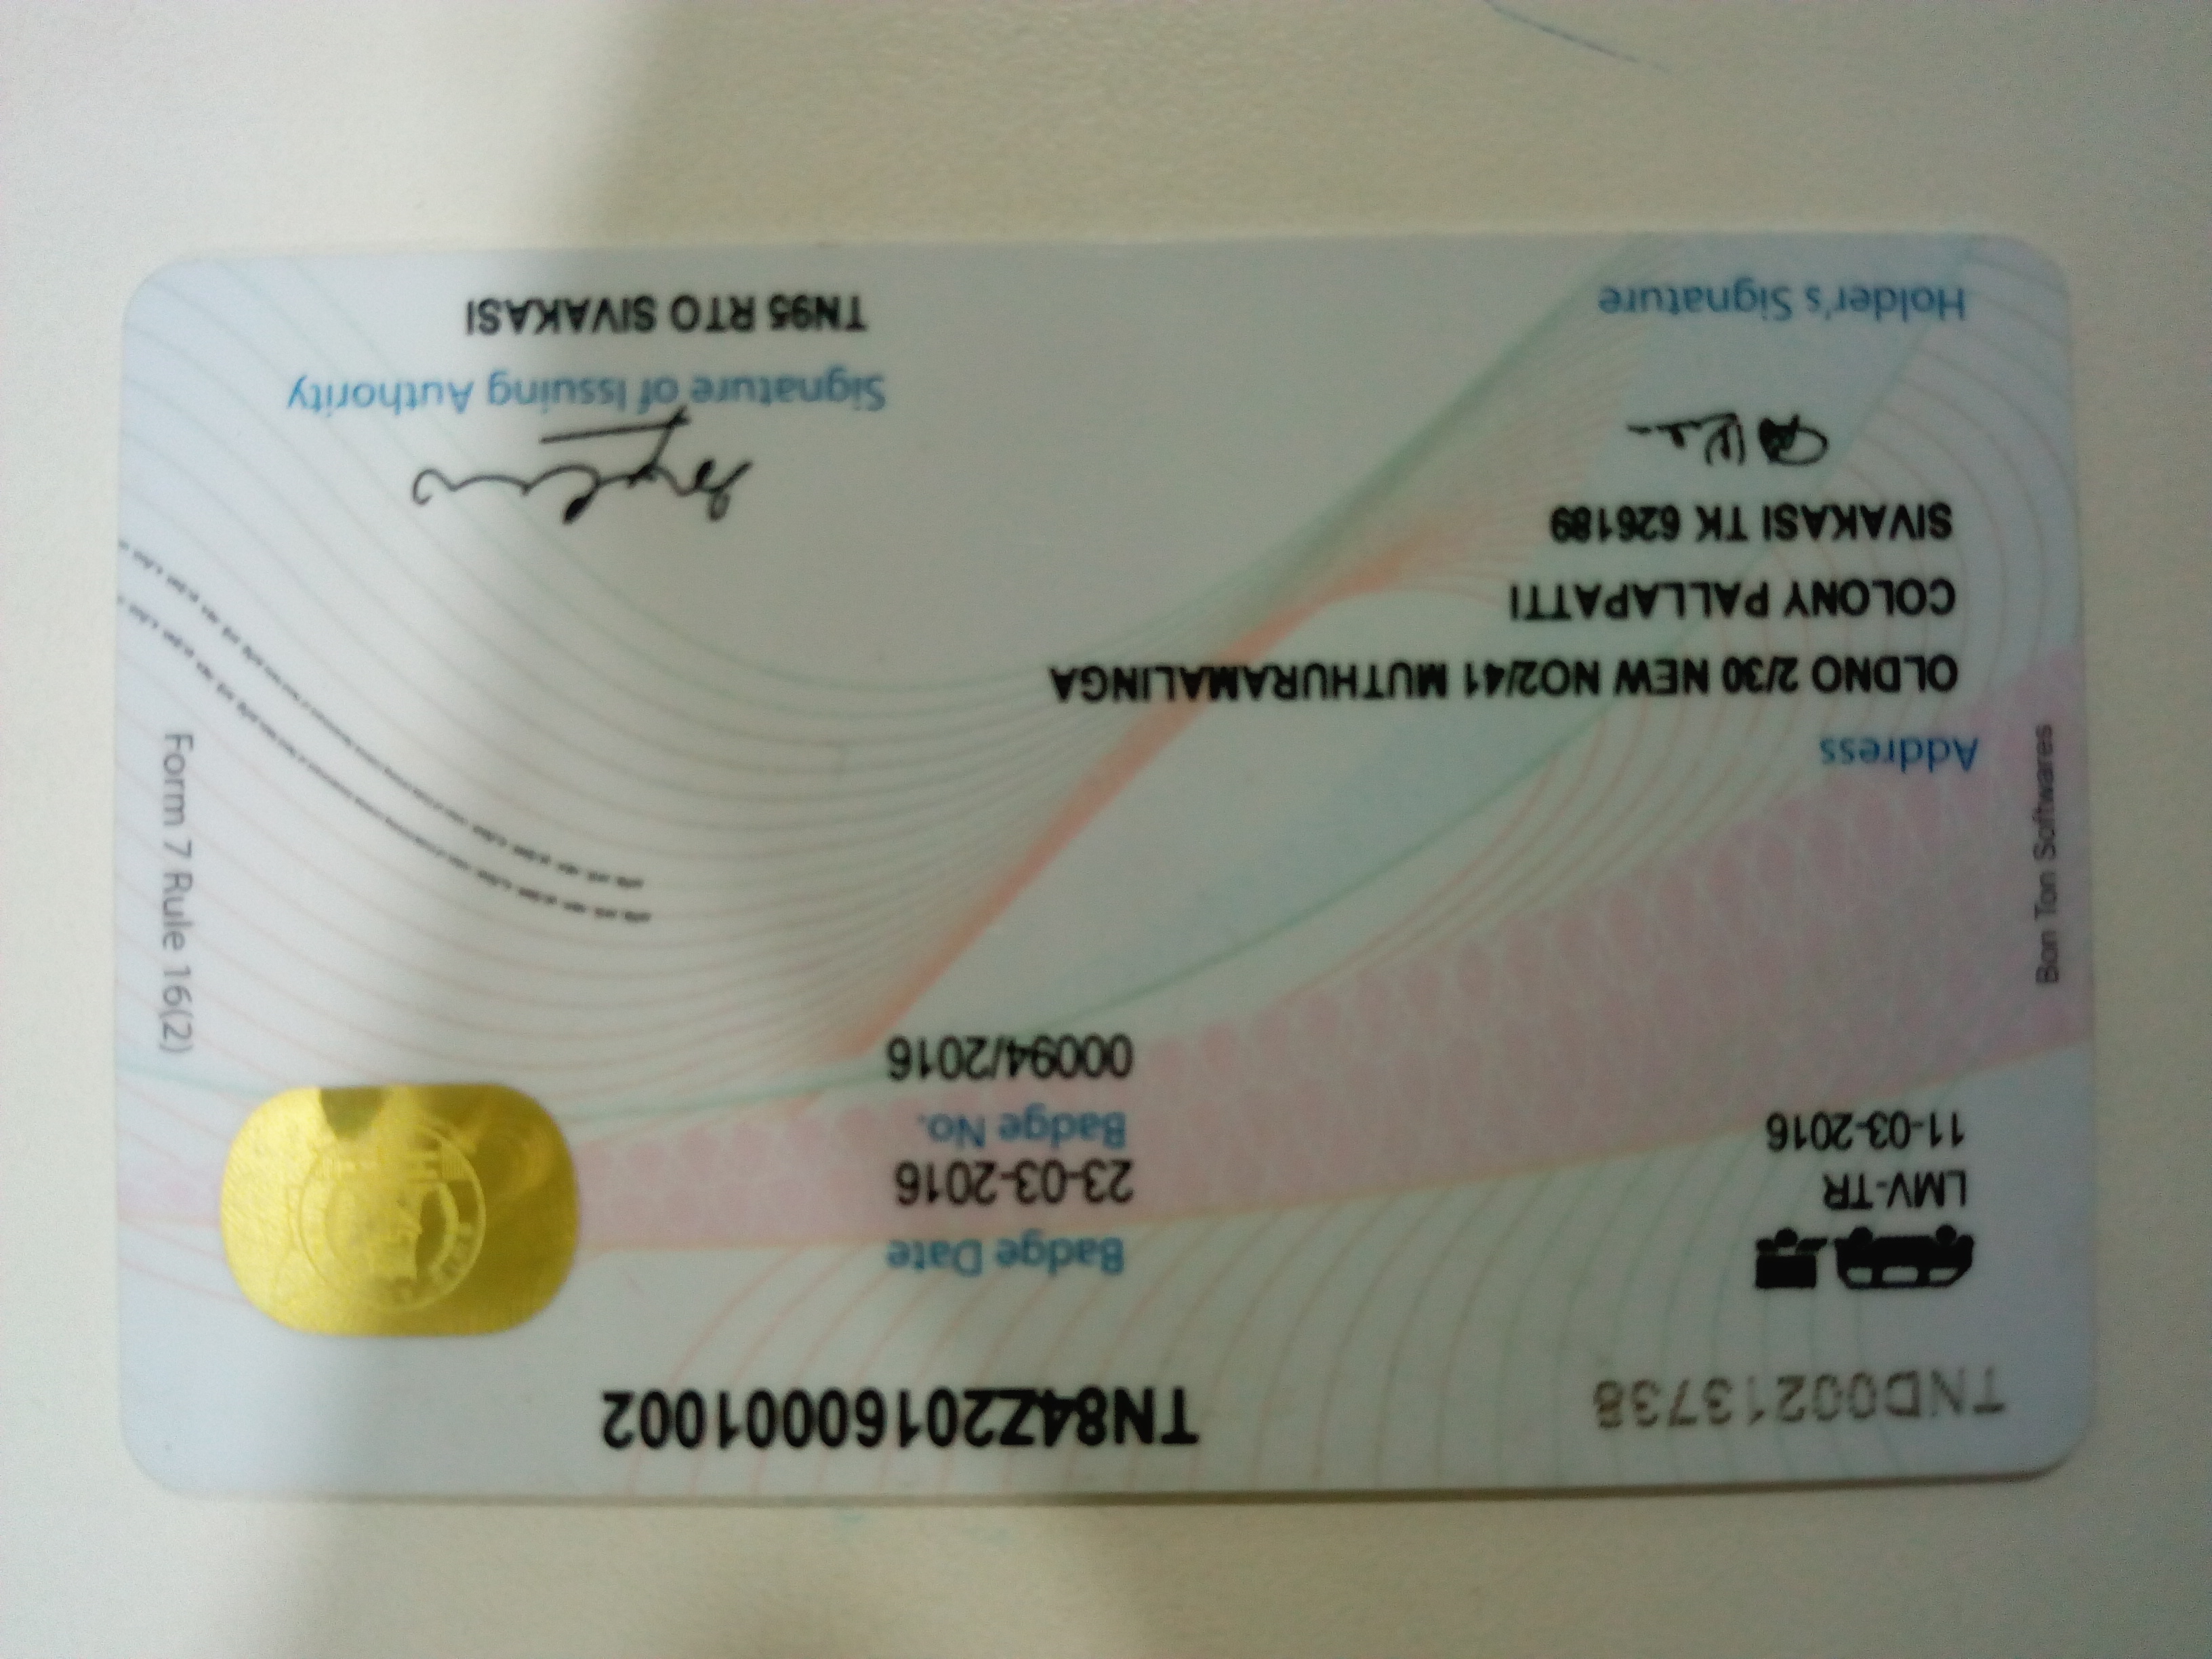 TND00213738
TN84Z20160001002
LMV-TR
11-03-2016
Badge Date
23-03-2016
Badge No.
00094/2016
Address
OLDNO 2/30 NEW NO2/41 MUTHURAMALINGA
COLONY PALLAPATTI
SIVAKASI TK 626189
Holder's Signature
Signature of Issuing Authority
TN95 RTO SIVAKASI
Bon Ton Softwares
Form 7 Rule 16(2)